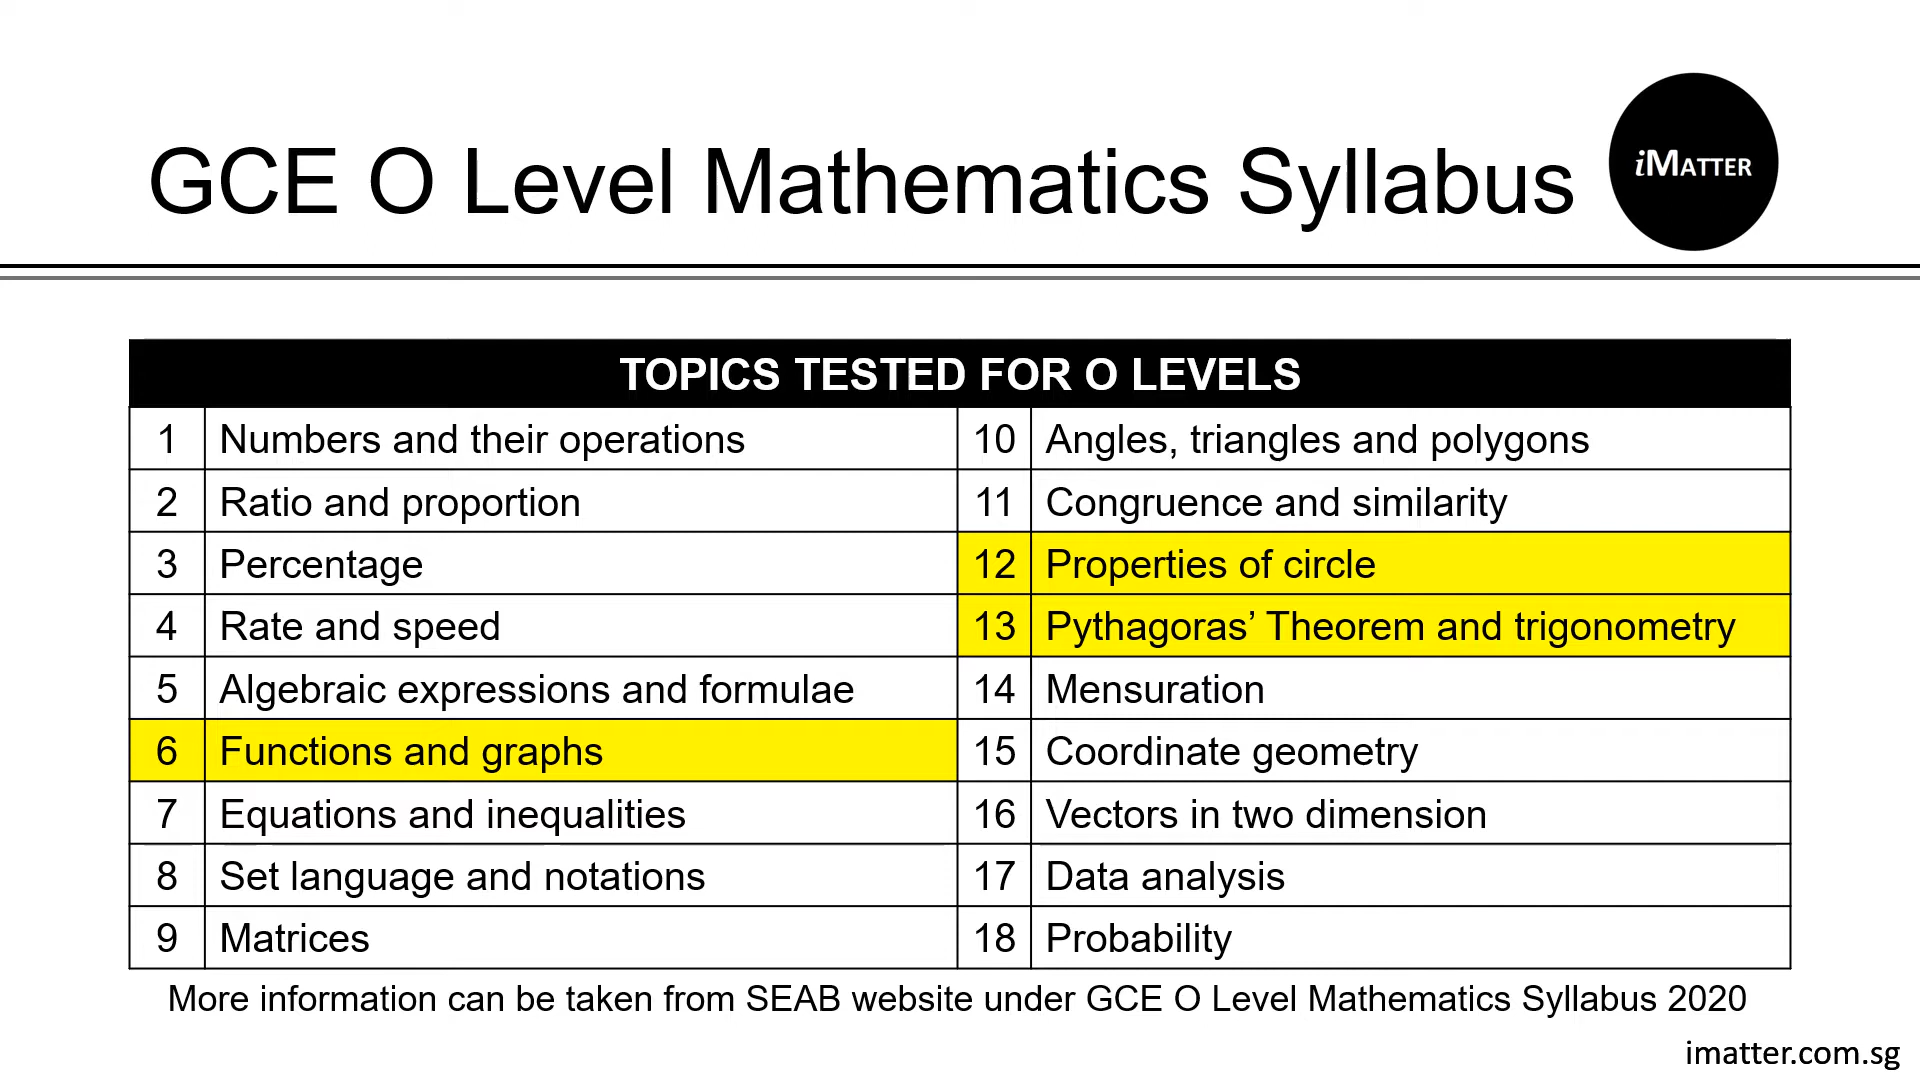 GCE O Level Mathematics Syllabus
iMATTER
TOPICS TESTED FOR O LEVELS
1 Numbers and their operations 10 Angles, triangles and polygons
2 Ratio and proportion 11 Congruence and similarity
3 Percentage 12 Properties of circle
4 Rate and speed 13 Pythagoras’ Theorem and trigonometry
5 Algebraic expressions and formulae 14 Mensuration
6 Functions and graphs 15 Coordinate geometry
7 Equations and inequalities 16 Vectors in two dimension
8 Set language and notations 17 Data analysis
9 Matrices 18 Probability
More information can be taken from SEAB website under GCE O Level Mathematics Syllabus 2020
imatter.com.sg